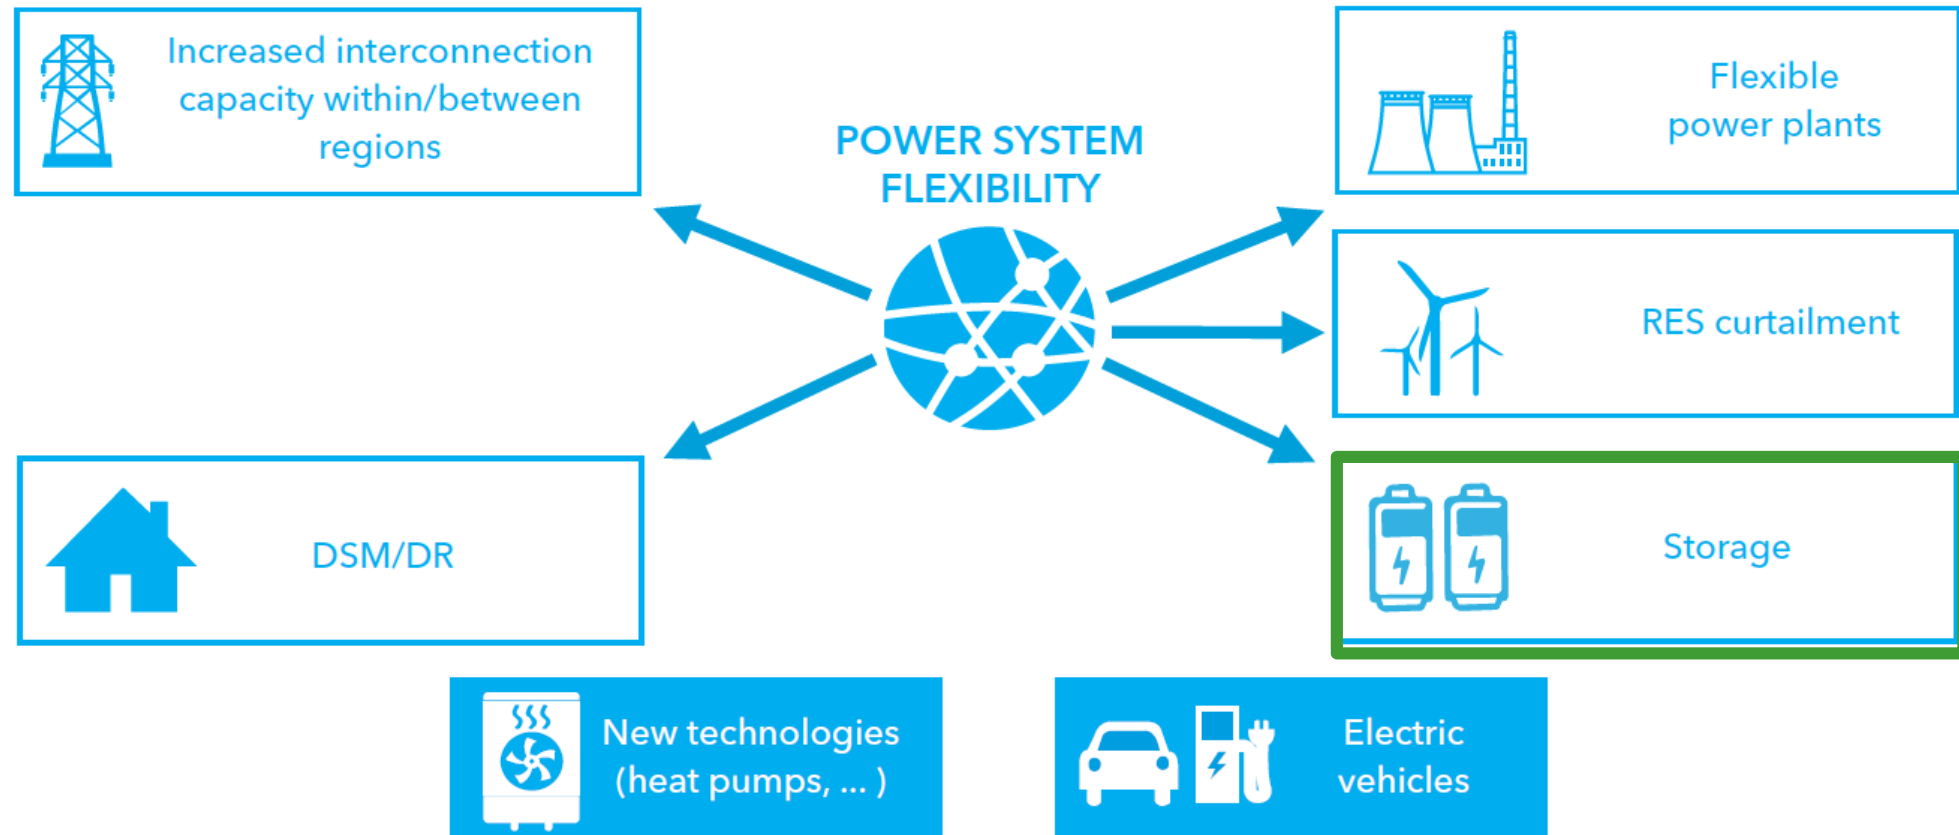 Increased interconnection
capacity within/between
regions
POWER SYSTEM
FLEXIBILITY
Flexible
power plants
RES curtailment
DSM/DR
Storage
New technologies
(heat pumps, ... )
Electric
vehicles